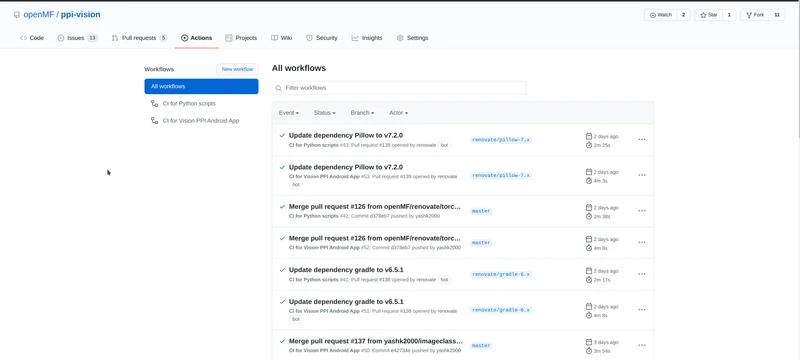 openMF / ppi-vision
Watch 2 Star 1 Fork 11
Code Issues 13 Pull requests 5 Actions Projects Wiki Security Insights Settings
Workflows
New workflow
All workflows
CI for Python scripts
CI for Vision PPI Android App
All workflows
Filter workflows
Event Status Branch Actor
Update dependency Pillow to v7.2.0
CI for Python scripts #43: Pull request #139 opened by renovate bot
renovate/pillow-7.x
2 days ago
2m 25s
Update dependency Pillow to v7.2.0
CI for Vision PPI Android App #53: Pull request #139 opened by renovate
bot
renovate/pillow-7.x
2 days ago
4m 3s
Merge pull request #126 from openMF/renovate/torc...
CI for Python scripts #42: Commit d378eb7 pushed by yashk2000
master
2 days ago
2m 38s
Merge pull request #126 from openMF/renovate/torc...
CI for Vision PPI Android App #52: Commit d378eb7 pushed by yashk2000
master
2 days ago
4m 8s
Update dependency gradle to v6.5.1
CI for Python scripts #41: Pull request #138 opened by renovate bot
renovate/gradle-6.x
2 days ago
2m 17s
Update dependency gradle to v6.5.1
CI for Vision PPI Android App #51: Pull request #138 opened by renovate
bot
renovate/gradle-6.x
2 days ago
4m 8s
Merge pull request #137 from yashk2000/imageclass...
CI for Vision PPI Android App #50: Commit e42734e pushed by yashk2000
master
3 days ago
3m 54s